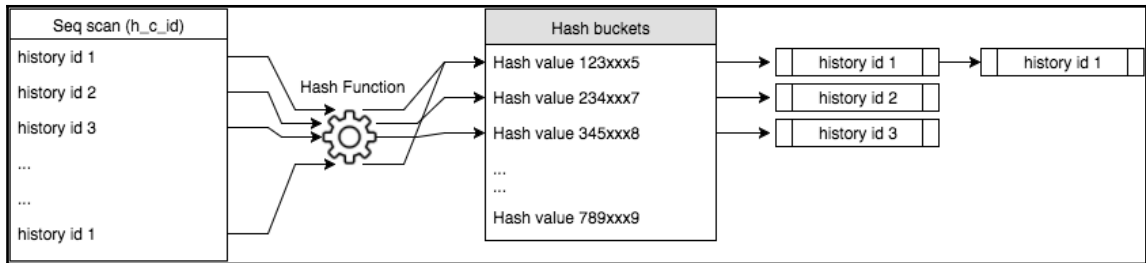 Seq scan (h_c_id)
history id 1
history id 2
history id 3
...
...
history id 1
Hash Function
Hash buckets
Hash value 123xxx5
Hash value 234xxx7
Hash value 345xxx8
...
...
Hash value 789xxx9
history id 1
history id 1
history id 2
history id 3